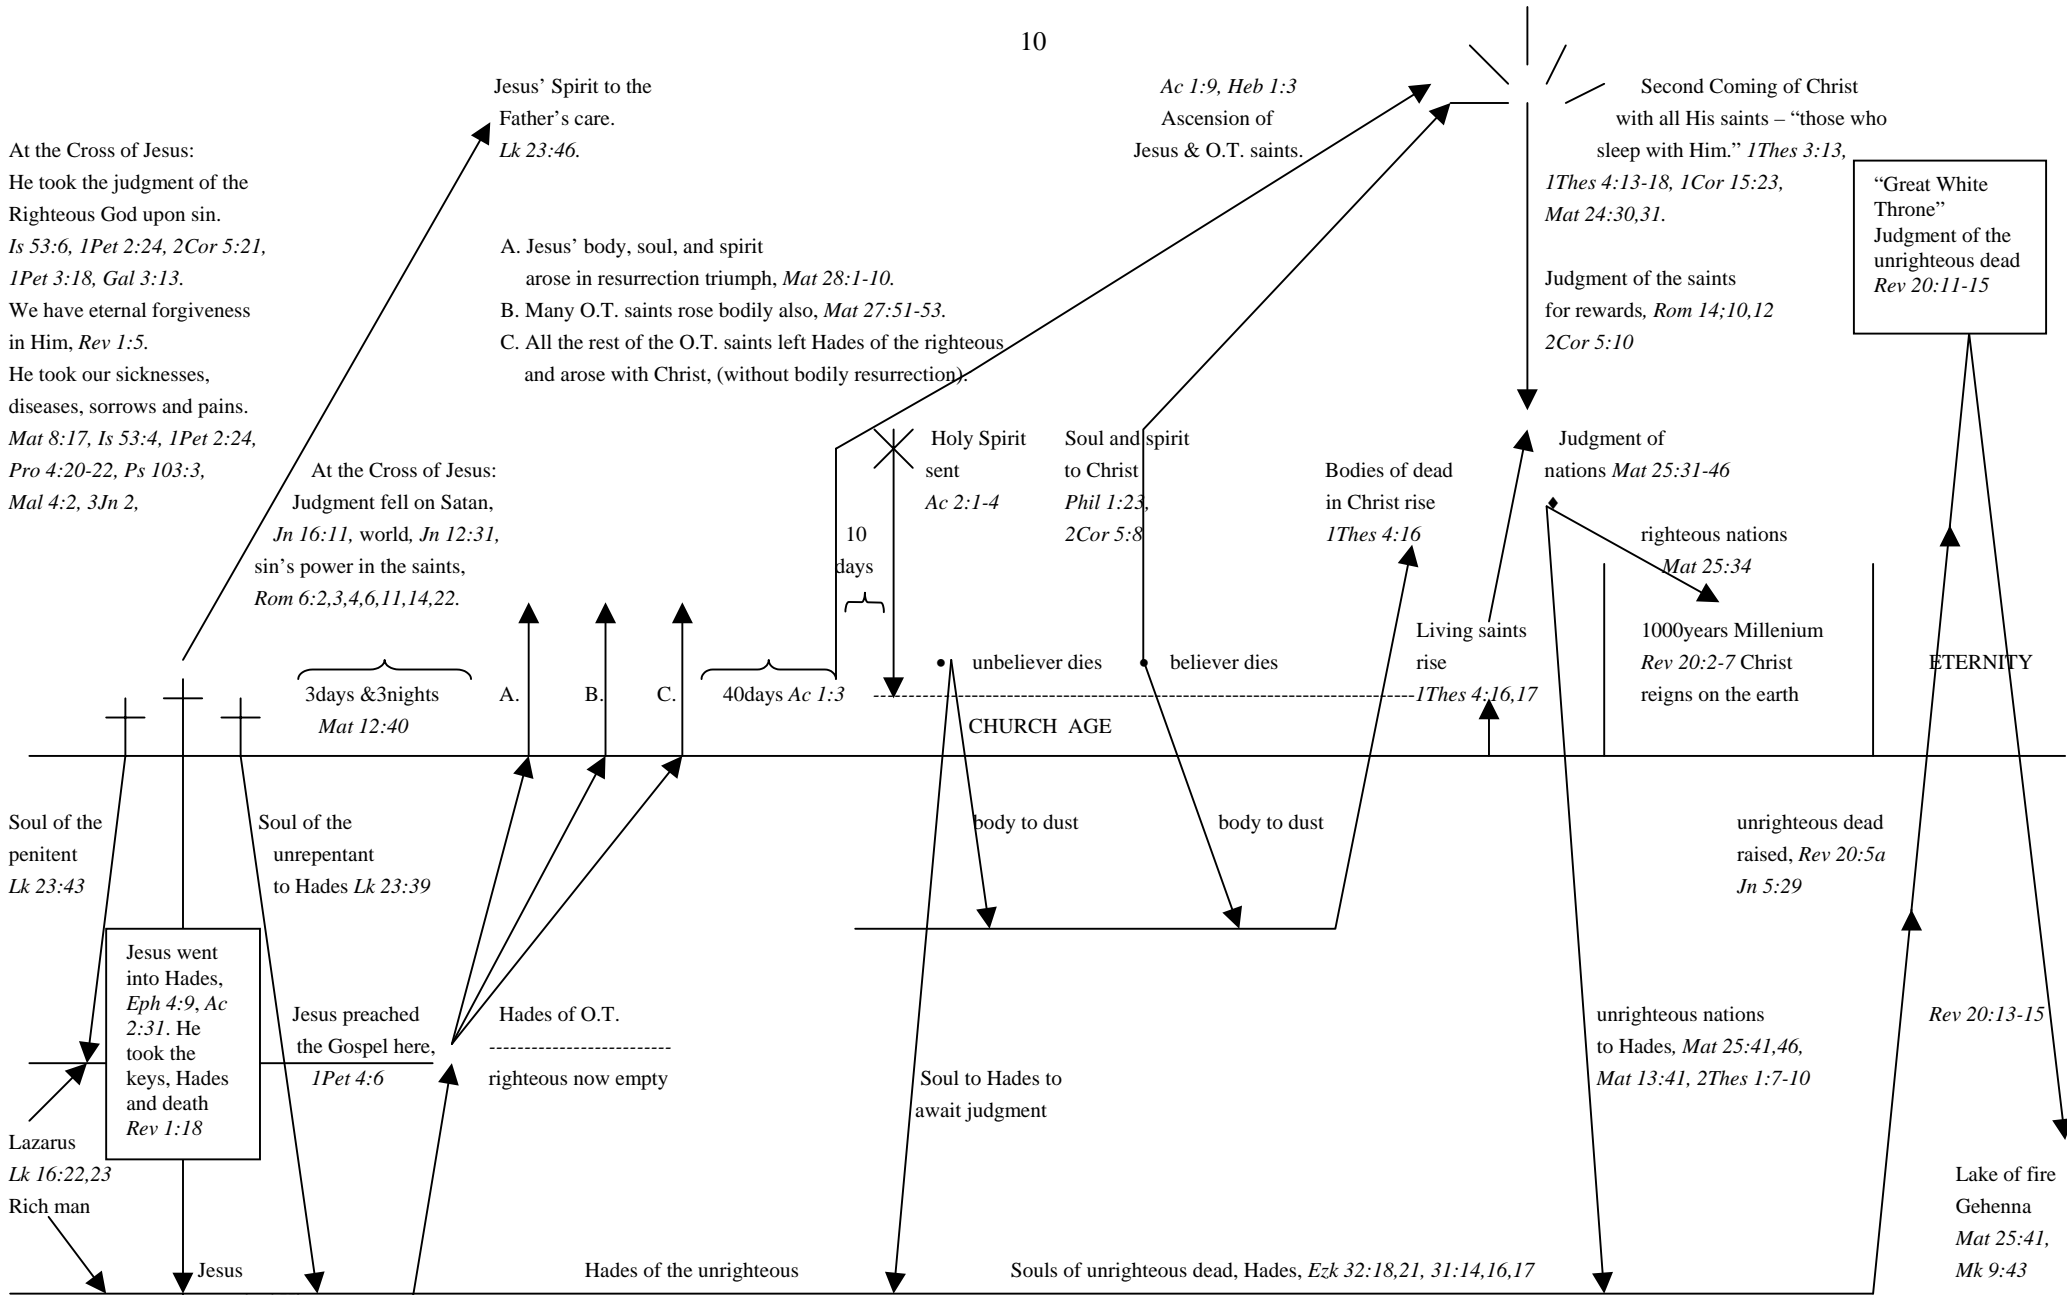 10
At the Cross of Jesus:
He took the judgment of the
Righteous God upon sin.
Is 53:6, 1Pet 2:24, 2Cor 5:21,
1Pet 3:18, Gal 3:13.
We have eternal forgiveness
in Him, Rev 1:5.
He took our sicknesses,
diseases, sorrows and pains.
Mat 8:17, Is 53:4, 1Pet 2:24,
Pro 4:20-22, Ps 103:3,
Mal 4:2, 3Jn 2,
Jesus’ Spirit to the
Father’s care.
Lk 23:46.
At the Cross of Jesus:
Judgment fell on Satan,
Jn 16:11, world, Jn 12:31,
sin’s power in the saints,
Rom 6:2,3,4,6,11,14,22.
A. Jesus’ body, soul, and spirit
arose in resurrection triumph, Mat 28:1-10.
B. Many O.T. saints rose bodily also, Mat 27:51-53.
C. All the rest of the O.T. saints left Hades of the righteous
and arose with Christ, (without bodily resurrection).
Ac 1:9, Heb 1:3
Ascension of
Jesus & O.T. saints.
Second Coming of Christ
with all His saints – “those who
sleep with Him.” 1Thes 3:13,
1Thes 4:13-18, 1Cor 15:23,
Mat 24:30,31.
Judgment of the saints
for rewards, Rom 14;10,12
2Cor 5:10
“Great White
Throne”
Judgment of the
unrighteous dead
Rev 20:11-15
10
days
Holy Spirit
sent
Ac 2:1-4
Soul and spirit
to Christ
Phil 1:23,
2Cor 5:8
Bodies of dead
in Christ rise
1Thes 4:16
Judgment of
nations Mat 25:31-46
righteous nations
Mat 25:34
3days &3nights
Mat 12:40
A.
B.
C.
40days Ac 1:3
unbeliever dies
believer dies
Living saints
rise
1Thes 4:16,17
1000years Millenium
Rev 20:2-7 Christ
reigns on the earth
ETERNITY
CHURCH AGE
Soul of the
penitent
Lk 23:43
Soul of the
unrepentant
to Hades Lk 23:39
body to dust
body to dust
unrighteous dead
raised, Rev 20:5a
Jn 5:29
Jesus went
into Hades,
Eph 4:9, Ac
2:31. He
took the
keys, Hades
and death
Rev 1:18
Jesus preached
the Gospel here,
1Pet 4:6
Hades of O.T.
righteous now empty
Soul to Hades to
await judgment
unrighteous nations
to Hades, Mat 25:41,46,
Mat 13:41, 2Thes 1:7-10
Rev 20:13-15
Lazarus
Lk 16:22,23
Rich man
Jesus
Hades of the unrighteous
Souls of unrighteous dead, Hades, Ezk 32:18,21, 31:14,16,17
Lake of fire
Gehenna
Mat 25:41,
Mk 9:43